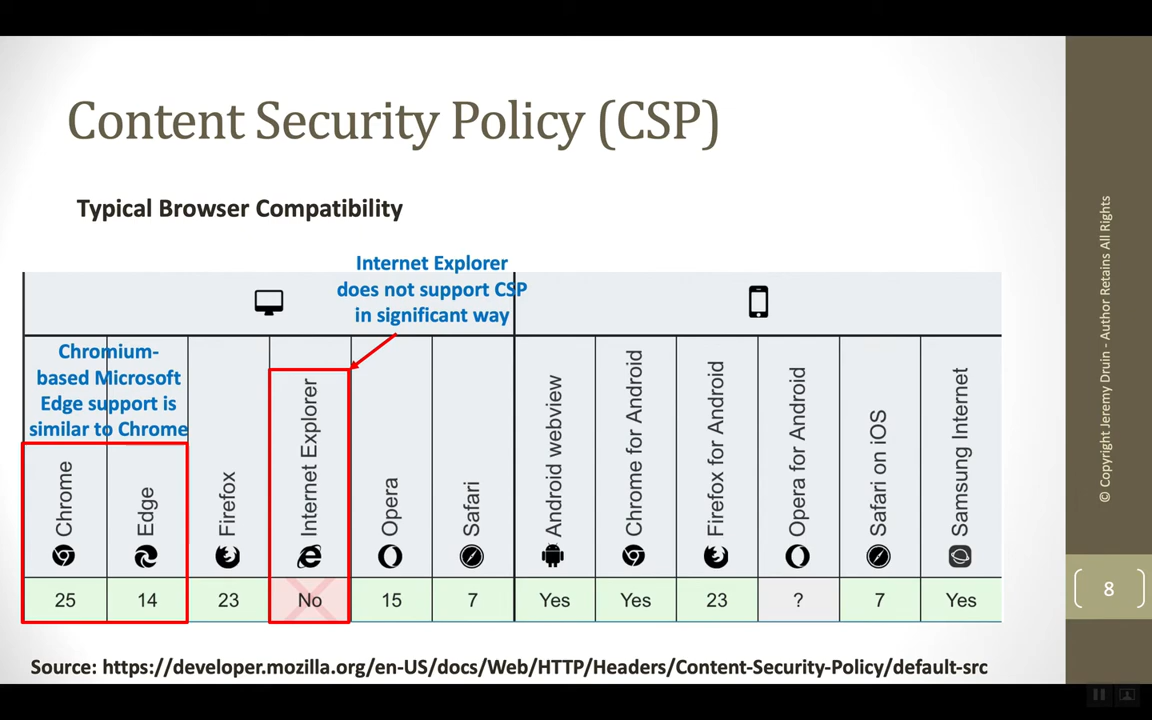 Content Security Policy (CSP)
Typical Browser Compatibility
Internet Explorer
does not support CSP
in significant way
Chromium-
based Microsoft
Edge support is
similar to Chrome
Chrome
Edge
Firefox
Internet Explorer
Opera
Safari
Android webview
Chrome for Android
Firefox for Android
Opera for Android
Safari on iOS
Samsung Internet
25
14
23
No
15
7
Yes
Yes
23
?
7
Yes
Source: https://developer.mozilla.org/en-US/docs/Web/HTTP/Headers/Content-Security-Policy/default-src
© Copyright Jeremy Druin - Author Retains All Rights
8